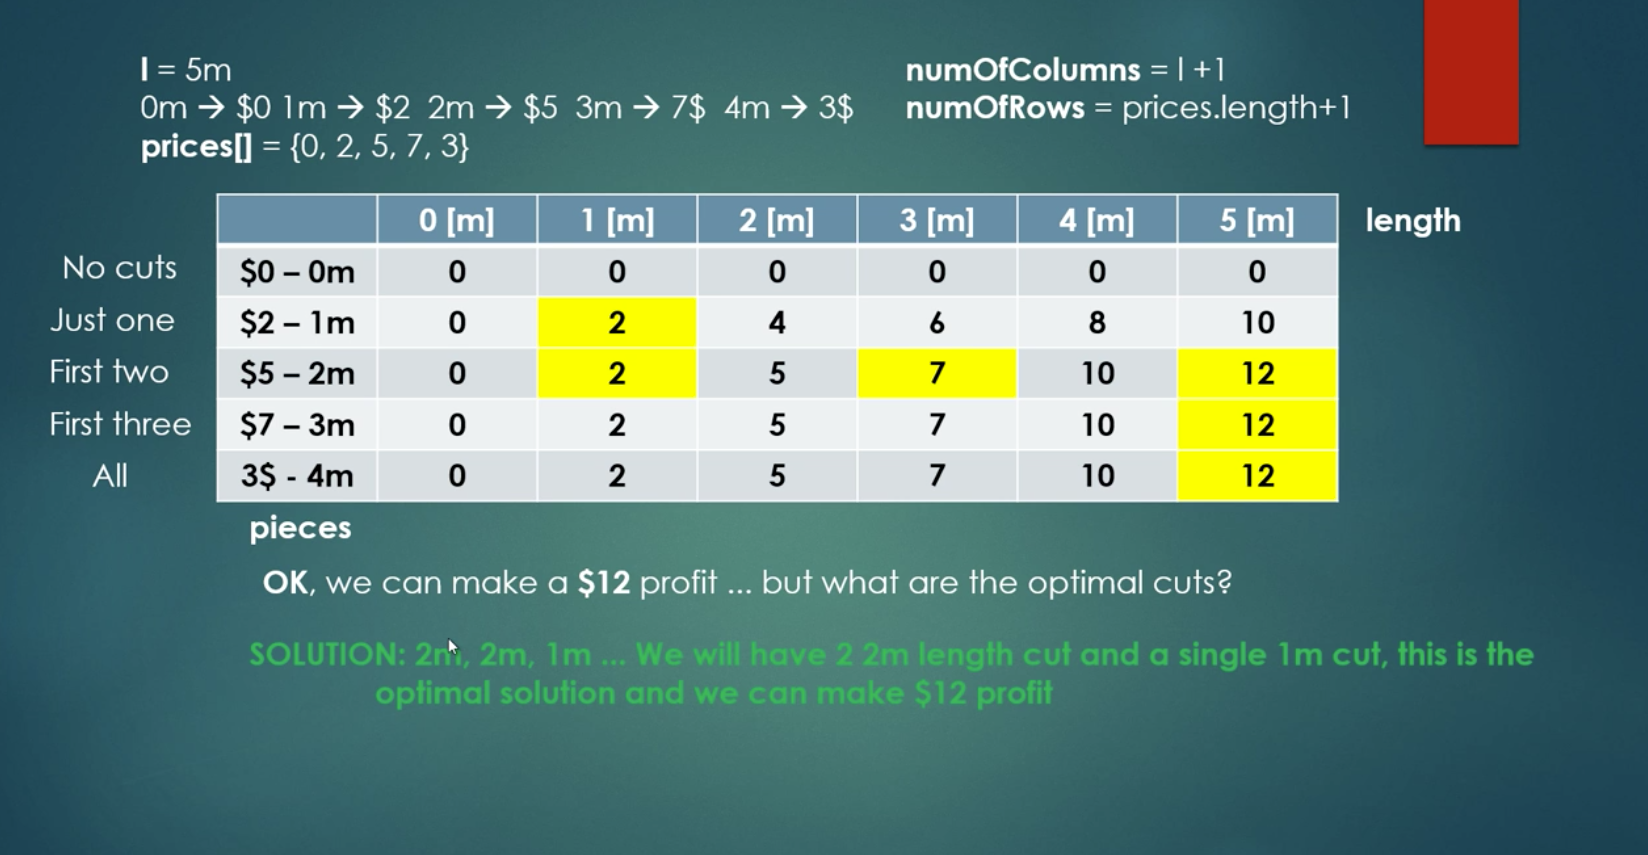 l = 5m
0m → $0 1m → $2 2m → $5 3m → 7$ 4m → 3$
prices[] = {0, 2, 5, 7, 3}
numOfColumns = l +1
numOfRows = prices.length+1
0 [m] 1 [m] 2 [m] 3 [m] 4 [m] 5 [m] length
No cuts $0 – 0m 0 0 0 0 0 0
Just one $2 – 1m 0 2 4 6 8 10
First two $5 – 2m 0 2 5 7 10 12
First three $7 – 3m 0 2 5 7 10 12
All 3$ - 4m 0 2 5 7 10 12
pieces
OK, we can make a $12 profit ... but what are the optimal cuts?
SOLUTION: 2m, 2m, 1m ... We will have 2 2m length cut and a single 1m cut, this is the
optimal solution and we can make $12 profit